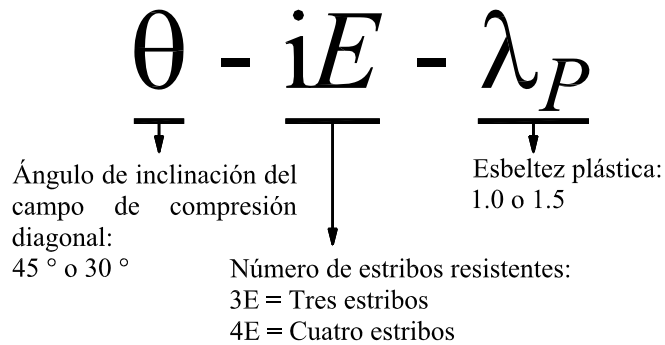 θ - iE - λP
Ángulo de inclinación del
campo de compresión
diagonal:
45 ° o 30 °
Número de estribos resistentes:
3E = Tres estribos
4E = Cuatro estribos
Esbeltez plástica:
1.0 o 1.5